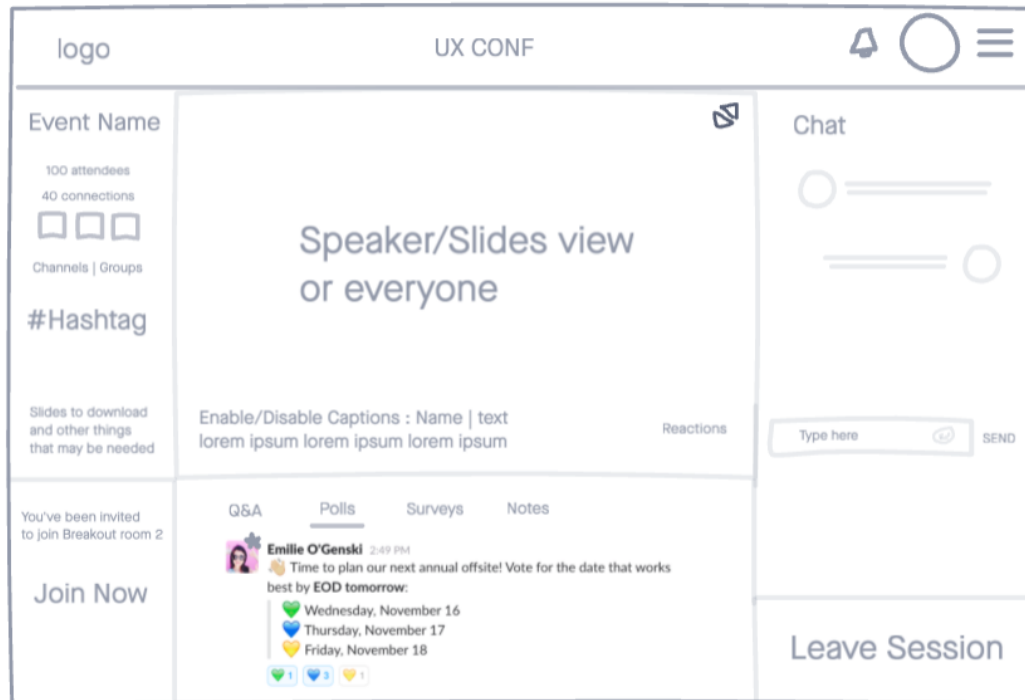 logo
UX CONF
Event Name
100 attendees
40 connections
Channels | Groups
#Hashtag
Slides to download
and other things
that may be needed
You've been invited
to join Breakout room 2
Join Now
Speaker/Slides view
or everyone
Enable/Disable Captions : Name | text
lorem ipsum lorem ipsum lorem ipsum
Reactions
Q&A Polls Surveys Notes
Emilie O'Genski 2:49 PM
👋 Time to plan our next annual offsite! Vote for the date that works
best by EOD tomorrow:
💚 Wednesday, November 16
💙 Thursday, November 17
💛 Friday, November 18
💚 1 💙 3 💛 1
Chat
Type here
SEND
Leave Session